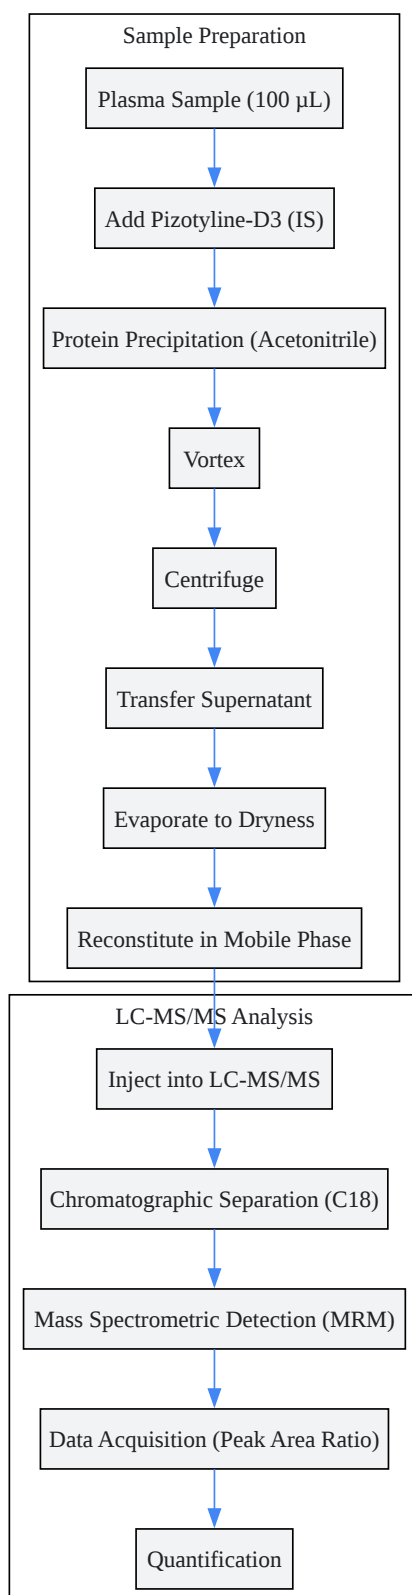 Sample Preparation
Plasma Sample (100 µL)
Add Pizotyline-D3 (IS)
Protein Precipitation (Acetonitrile)
Vortex
Centrifuge
Transfer Supernatant
Evaporate to Dryness
Reconstitute in Mobile Phase
LC-MS/MS Analysis
Inject into LC-MS/MS
Chromatographic Separation (C18)
Mass Spectrometric Detection (MRM)
Data Acquisition (Peak Area Ratio)
Quantification